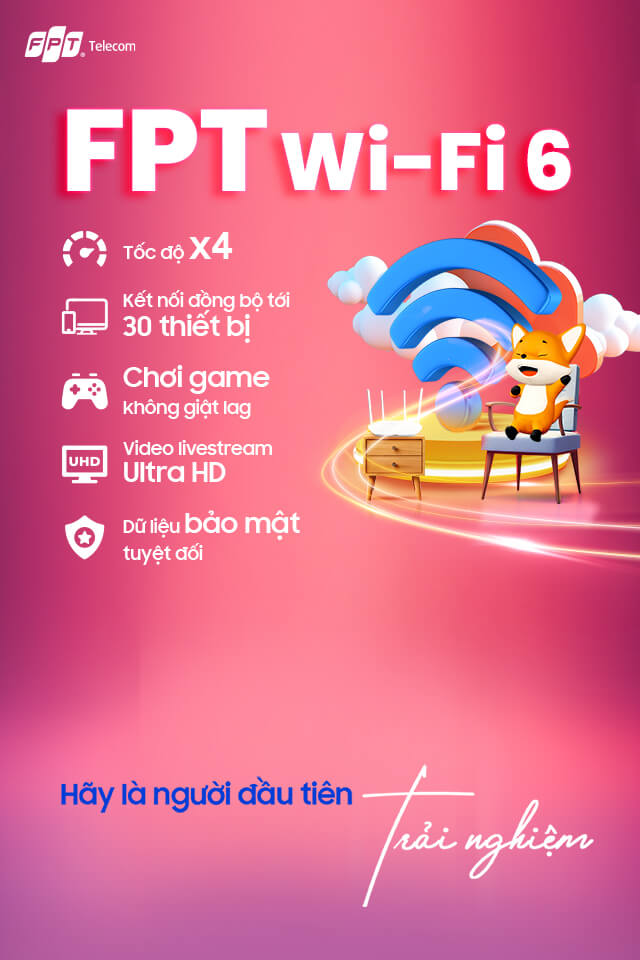 FPT Telecom
FPT Wi-Fi 6
Tốc độ x4
Kết nối đồng bộ tới
30 thiết bị
Chơi game
không giật lag
UHD
Video livestream
Ultra HD
Dữ liệu bảo mật
tuyệt đối
Hãy là người đầu tiên
Trải nghiệm